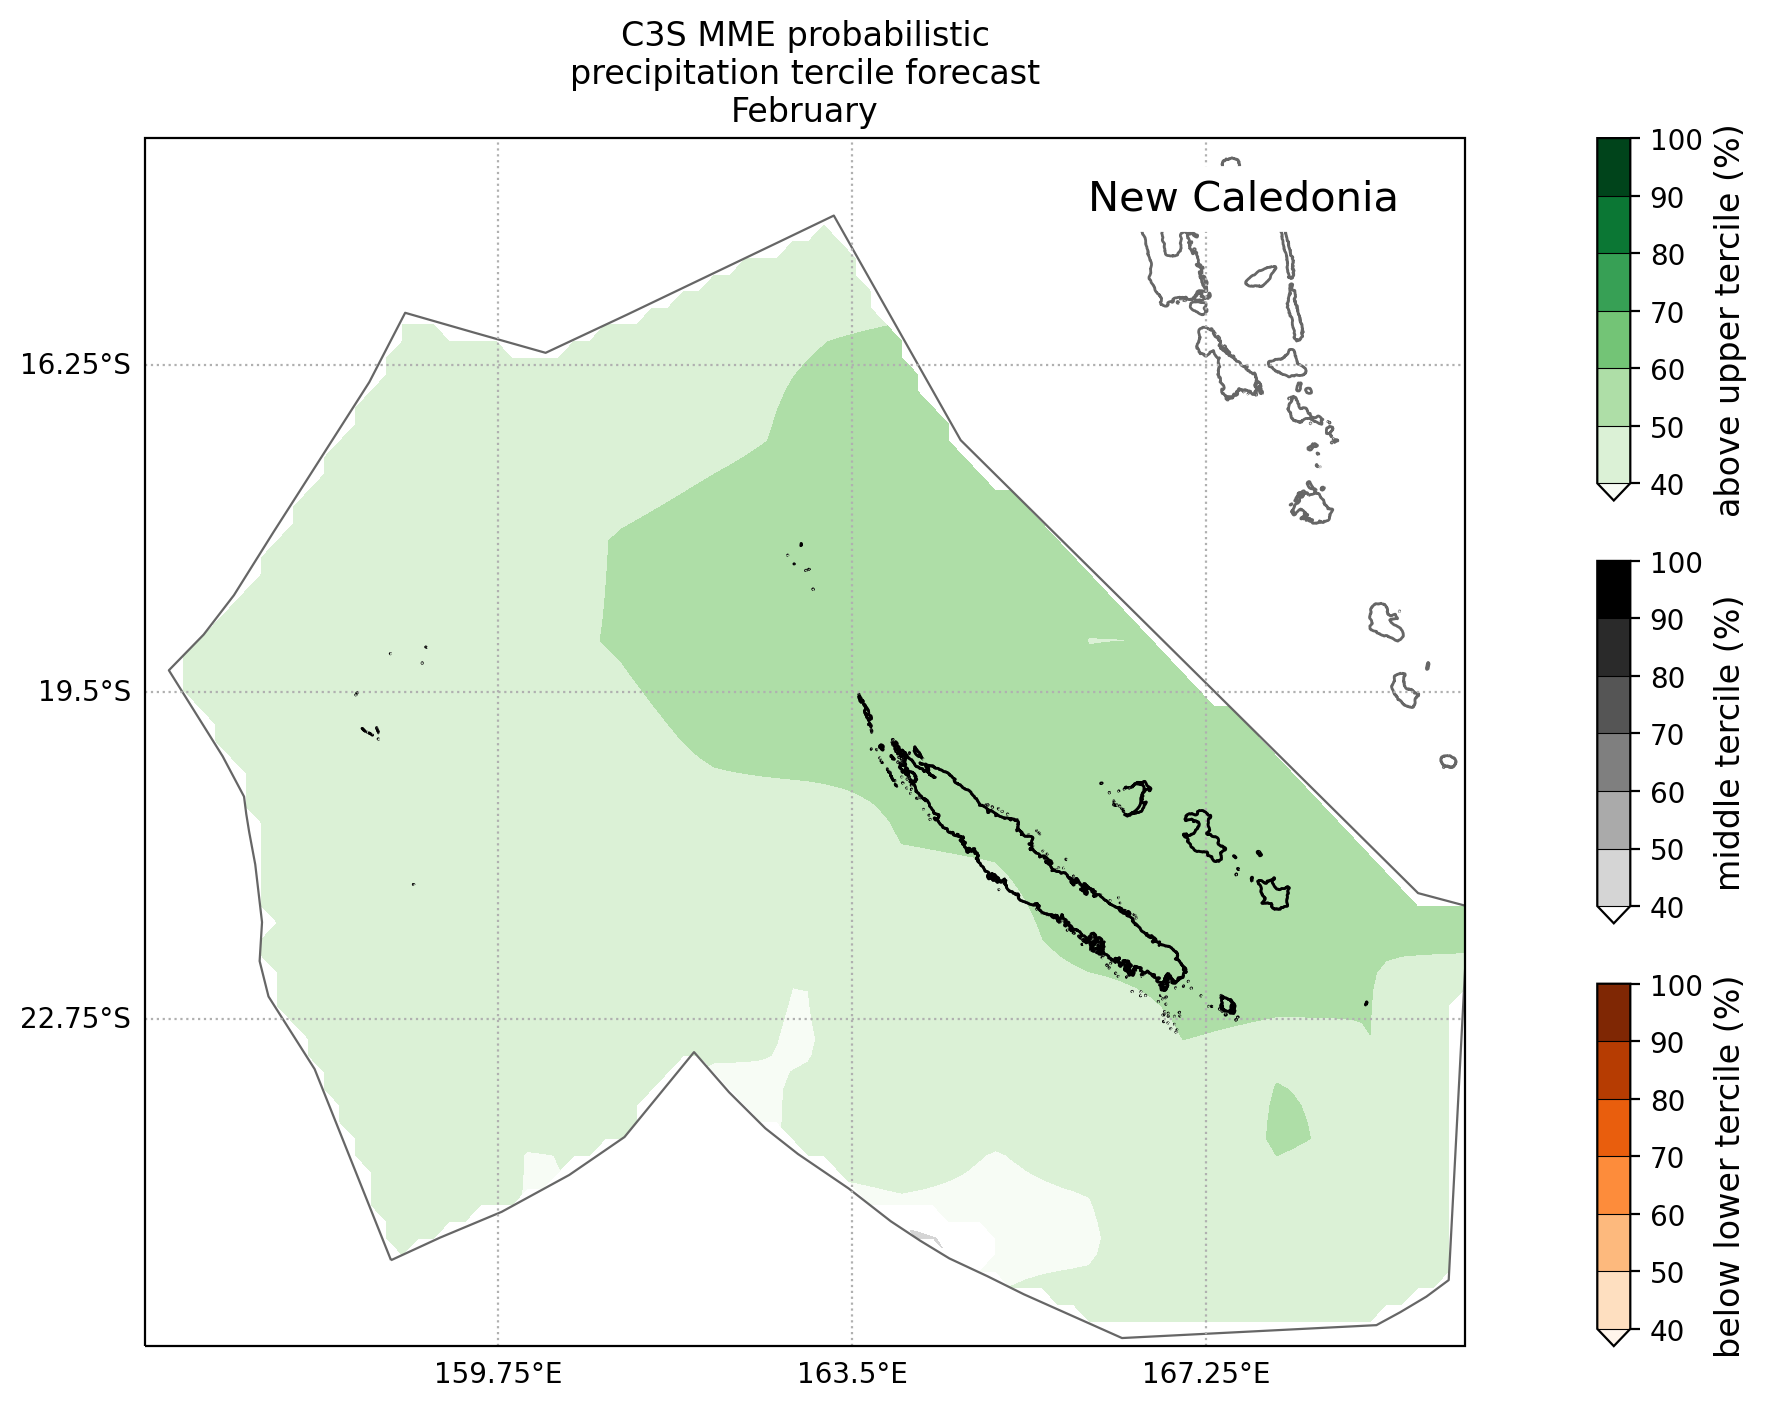 C3S MME probabilistic
precipitation tercile forecast
February
New Caledonia
16.25°S
19.5°S
22.75°S
159.75°E
163.5°E
167.25°E
100
90
80
70
60
50
40
above upper tercile (%)
100
90
80
70
60
50
40
middle tercile (%)
100
90
80
70
60
50
40
below lower tercile (%)